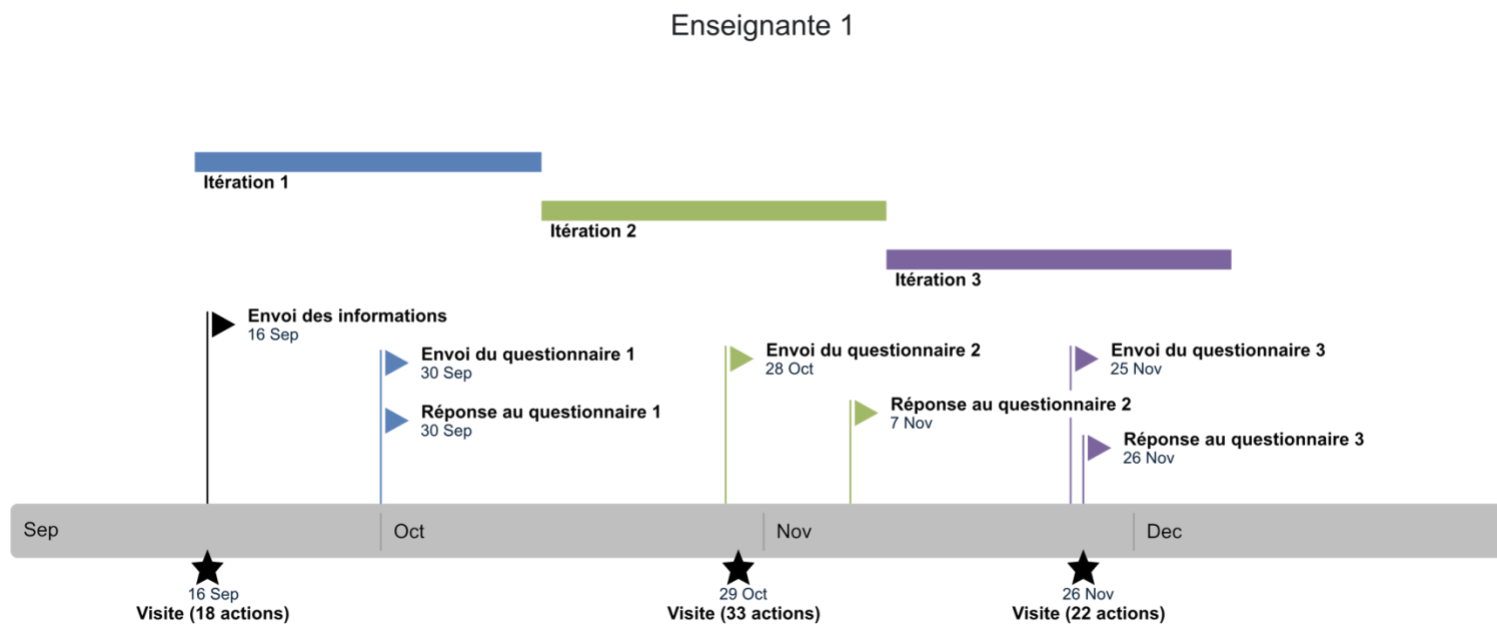 Enseignante 1
Itération 1
Itération 2
Itération 3
Envoi des informations
16 Sep
Envoi du questionnaire 1
30 Sep
Réponse au questionnaire 1
30 Sep
Envoi du questionnaire 2
28 Oct
Réponse au questionnaire 2
7 Nov
Envoi du questionnaire 3
25 Nov
Réponse au questionnaire 3
26 Nov
Sep
Oct
Nov
Dec
16 Sep
Visite (18 actions)
29 Oct
Visite (33 actions)
26 Nov
Visite (22 actions)